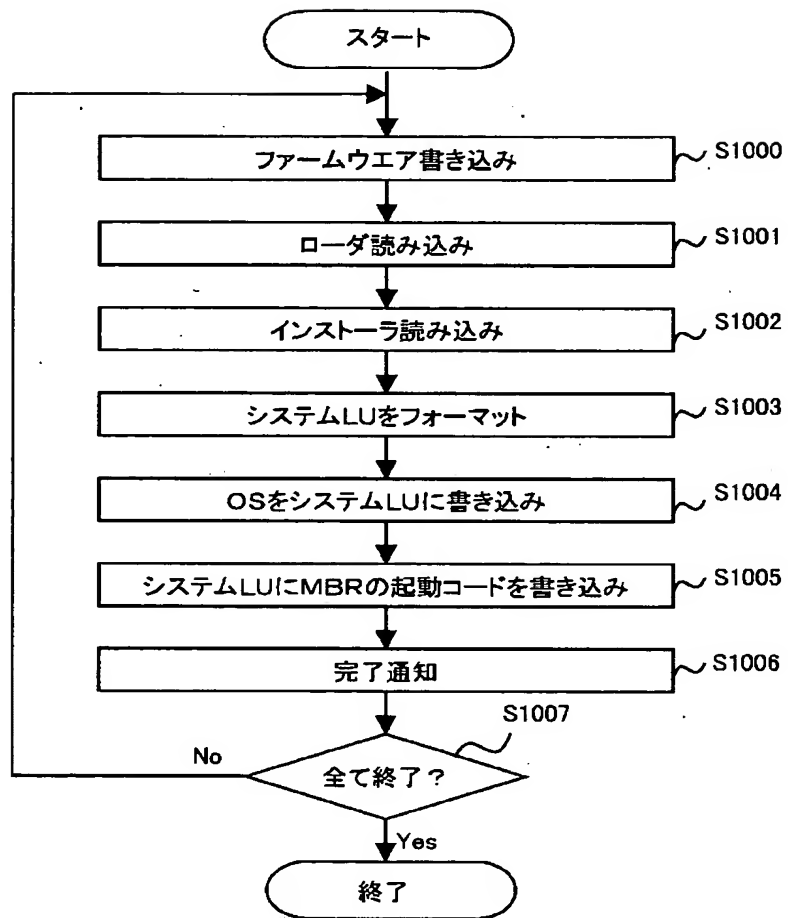 スタート
ファームウエア書き込み
S1000
ローダ読み込み
S1001
インストーラ読み込み
S1002
システムLUをフォーマット
S1003
OSをシステムLUに書き込み
S1004
システムLUにMBRの起動コードを書き込み
S1005
完了通知
S1006
S1007
No
全て終了?
Yes
終了